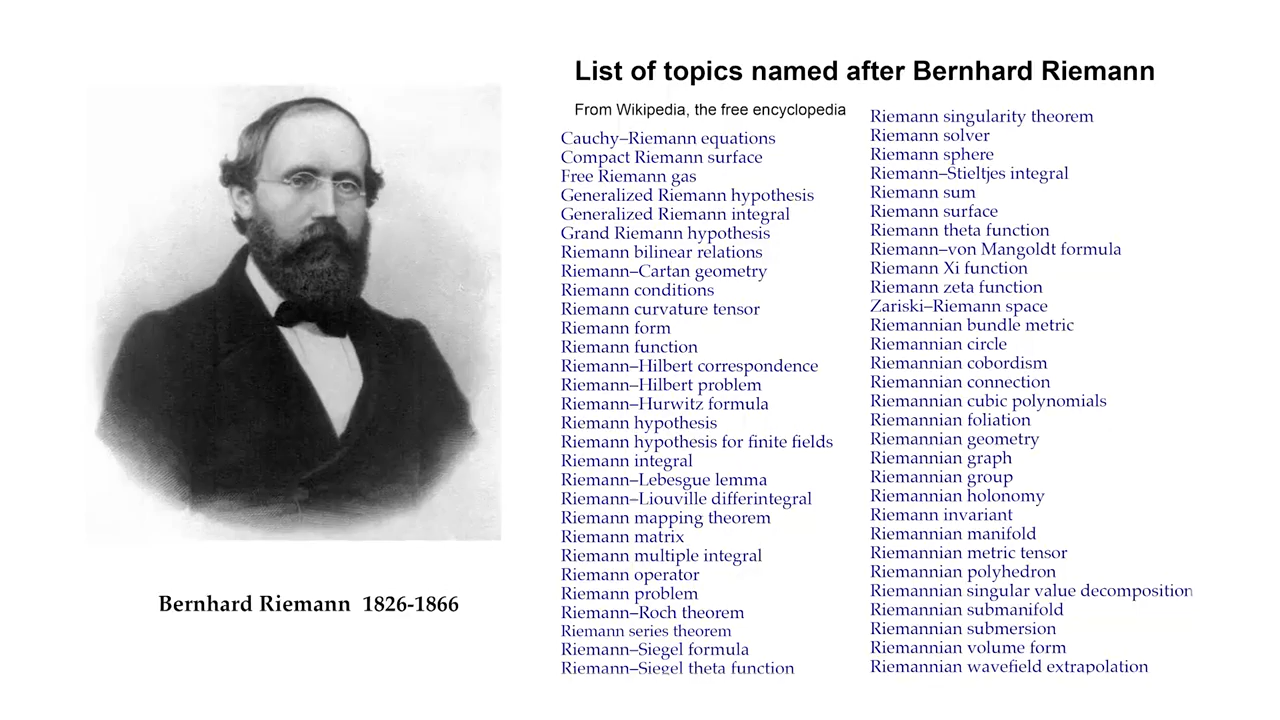 List of topics named after Bernhard Riemann
From Wikipedia, the free encyclopedia
Cauchy–Riemann equations
Compact Riemann surface
Free Riemann gas
Generalized Riemann hypothesis
Generalized Riemann integral
Grand Riemann hypothesis
Riemann bilinear relations
Riemann–Cartan geometry
Riemann conditions
Riemann curvature tensor
Riemann form
Riemann function
Riemann–Hilbert correspondence
Riemann–Hilbert problem
Riemann–Hurwitz formula
Riemann hypothesis
Riemann hypothesis for finite fields
Riemann integral
Riemann–Lebesgue lemma
Riemann–Liouville differintegral
Riemann mapping theorem
Riemann matrix
Riemann multiple integral
Riemann operator
Riemann problem
Riemann–Roch theorem
Riemann series theorem
Riemann–Siegel formula
Riemann–Siegel theta function
Riemann singularity theorem
Riemann solver
Riemann sphere
Riemann–Stieltjes integral
Riemann sum
Riemann surface
Riemann theta function
Riemann–von Mangoldt formula
Riemann Xi function
Riemann zeta function
Zariski–Riemann space
Riemannian bundle metric
Riemannian circle
Riemannian cobordism
Riemannian connection
Riemannian cubic polynomials
Riemannian foliation
Riemannian geometry
Riemannian graph
Riemannian group
Riemannian holonomy
Riemann invariant
Riemannian manifold
Riemannian metric tensor
Riemannian polyhedron
Riemannian singular value decomposition
Riemannian submanifold
Riemannian submersion
Riemannian volume form
Riemannian wavefield extrapolation
Bernhard Riemann 1826-1866